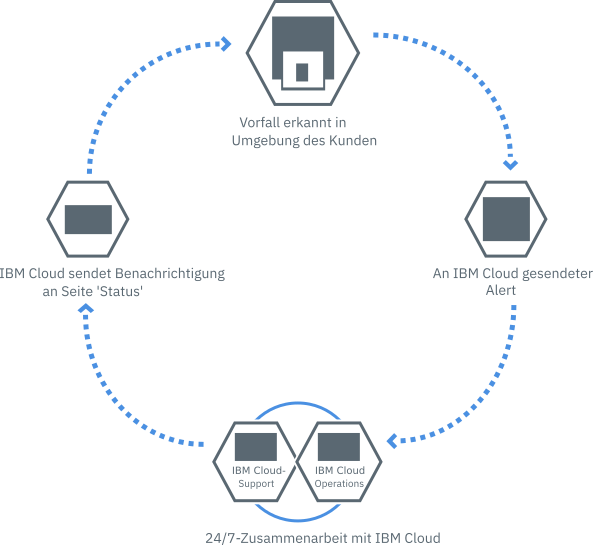 Vorfall erkannt in
Umgebung des Kunden
IBM Cloud sendet Benachrichtigung
an Seite 'Status'
An IBM Cloud gesendeter
Alert
IBM Cloud-
Support
IBM Cloud
Operations
24/7-Zusammenarbeit mit IBM Cloud